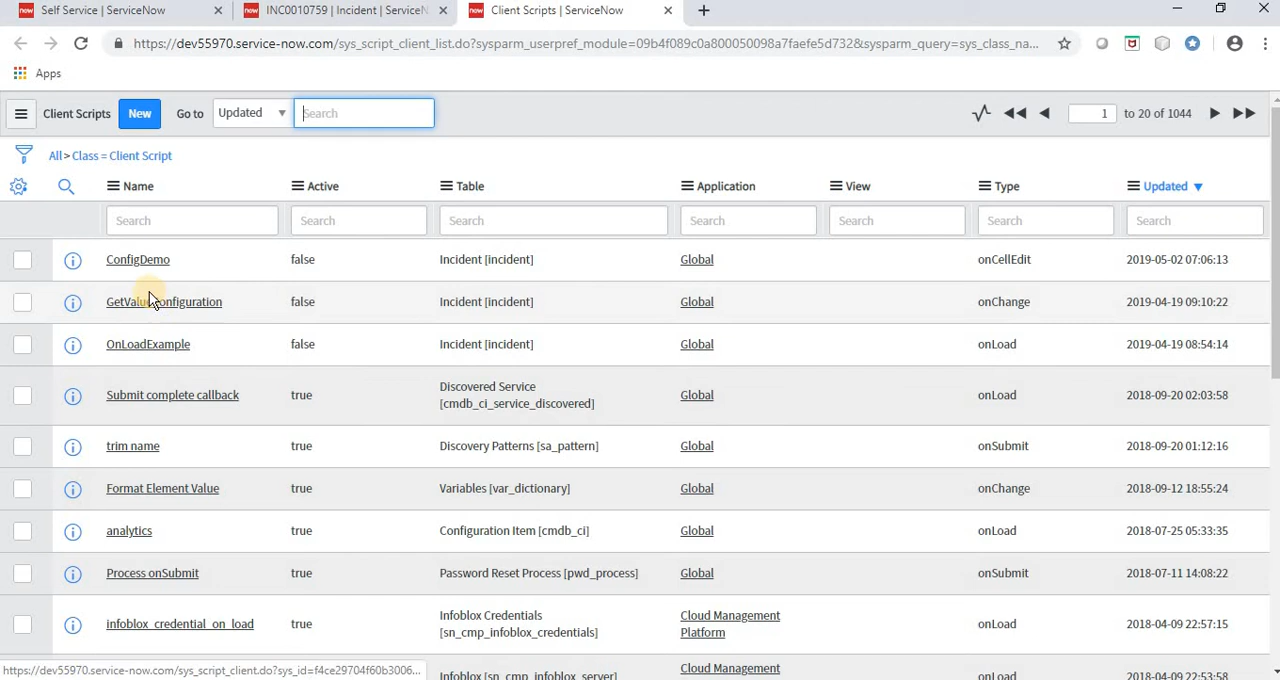 now Self Service | ServiceNow × now INC0010759 | Incident | ServiceN × now Client Scripts | ServiceNow × +
https://dev55970.service-now.com/sys_script_client_list.do?sysparm_userpref_module=09b4f089c0a800050098a7faefe5d732&sysparm_query=sys_class_na...
Apps
Client Scripts New Go to Updated Search 1 to 20 of 1044
All > Class = Client Script
Name Active Table Application View Type Updated
Search Search Search Search Search Search Search
ConfigDemo false Incident [incident] Global onCellEdit 2019-05-02 07:06:13
false Incident [incident] Global onChange 2019-04-19 09:10:22
OnLoadExample false Incident [incident] Global onLoad 2019-04-19 08:54:14
Submit complete callback true Discovered Service
[cmdb_ci_service_discovered] Global onLoad 2018-09-20 02:03:58
trim name true Discovery Patterns [sa_pattern] Global onSubmit 2018-09-20 01:12:16
Format Element Value true Variables [var_dictionary] Global onChange 2018-09-12 18:55:24
analytics true Configuration Item [cmdb_ci] Global onLoad 2018-07-25 05:33:35
Process onSubmit true Password Reset Process [pwd_process] Global onSubmit 2018-07-11 14:08:22
infoblox_credential_on_load true Infoblox Credentials
[sn_cmp_infoblox_credentials] Cloud Management
Platform onLoad 2018-04-09 22:57:15
Infoblox [sn_cmp_infoblox_server] Cloud Management onLoad 2018-04-09 22:53:58
https://dev55970.service-now.com/sys_script_client.do?sys_id=f4ce29704f60b3006...